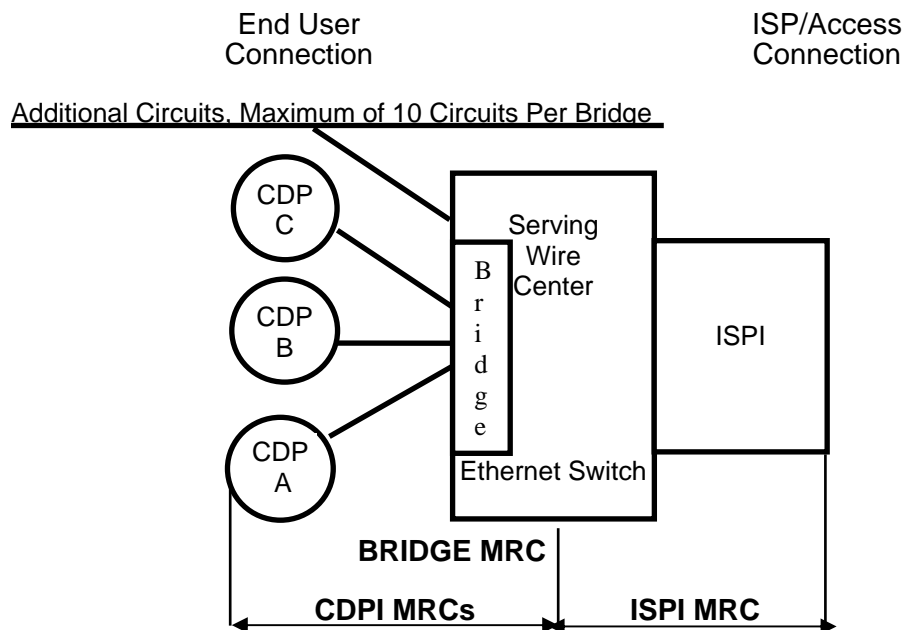 End User
Connection
ISP/Access
Connection
Additional Circuits, Maximum of 10 Circuits Per Bridge
CDP
C
CDP
B
CDP
A
Bridge
Serving
Wire
Center
Ethernet Switch
ISPI
BRIDGE MRC
CDPI MRCs
ISPI MRC